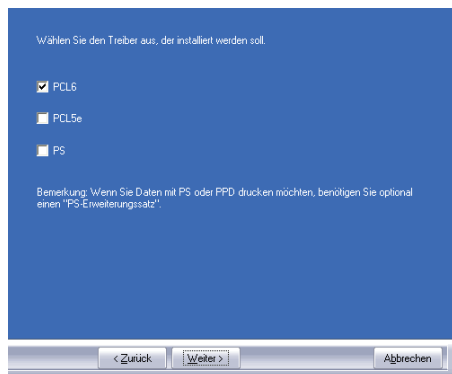 Wählen Sie den Treiber aus, der installiert werden soll.
PCL6
PCL5e
PS
Bemerkung: Wenn Sie Daten mit PS oder PPD drucken möchten, benötigen Sie optional
einen "PS-Erweiterungssatz".
< Zurück
Weiter >
Abbrechen